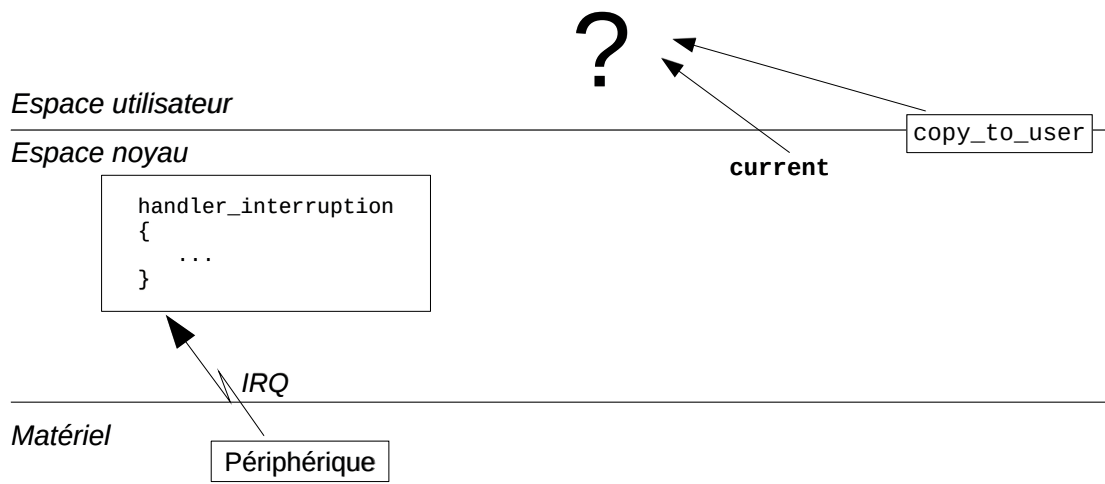 ?
Espace utilisateur
copy_to_user
Espace noyau
current
handler_interruption
{
...
}
IRQ
Matériel
Périphérique